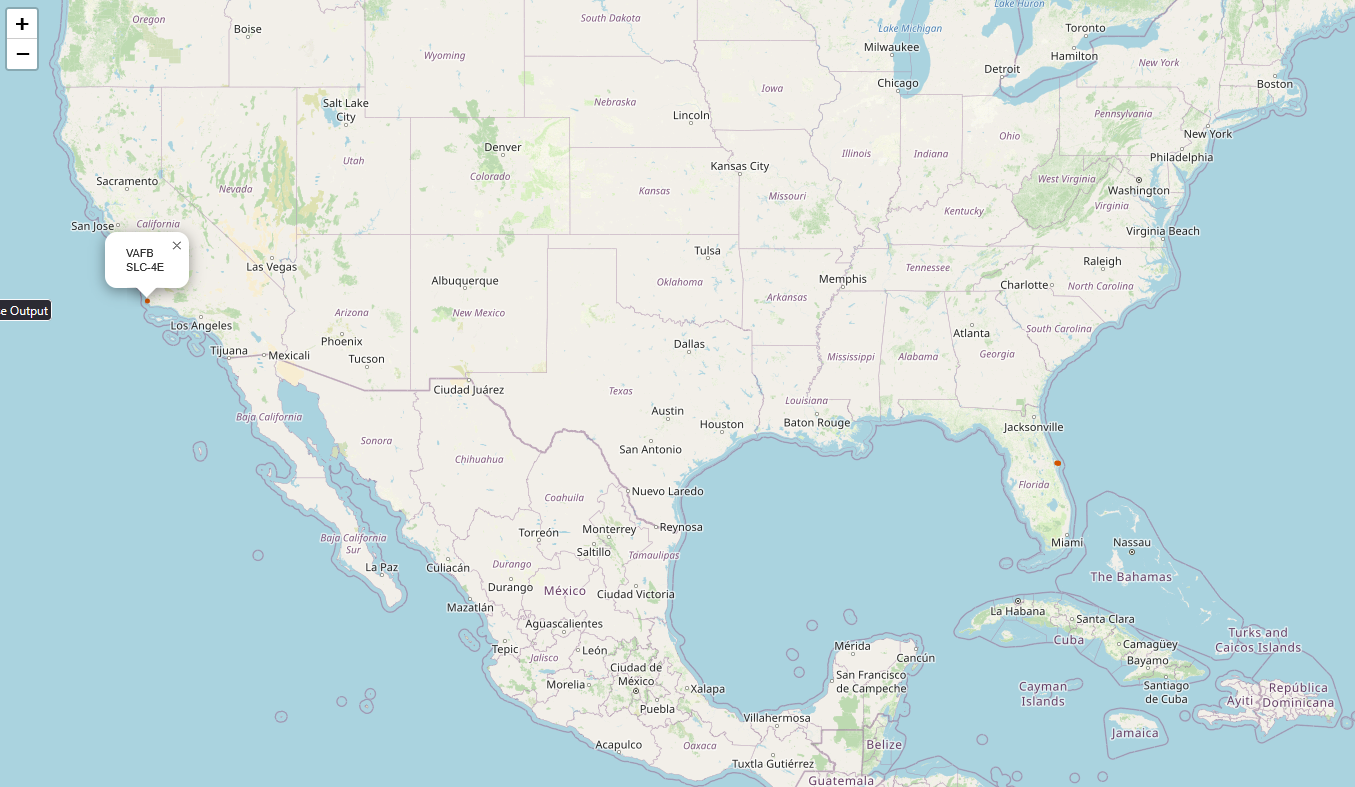 +
−
Oregon
Boise
South Dakota
Lake Huron
Lake Michigan
Toronto
Milwaukee
Wyoming
Hamilton
Detroit
New York
Chicago
Boston
Iowa
Salt Lake
City
Nebraska
Lincoln
Pennsylvania
New York
Ohio
Denver
Utah
Illinois
Indiana
Philadelphia
Kansas City
Colorado
Sacramento
Nevada
Kansas
Missouri
West Virginia
Washington
Virginia
Kentucky
San Jose
California
Virginia Beach
VAFB
SLC-4E
×
Tulsa
Las Vegas
Tennessee
Raleigh
Albuquerque
Oklahoma
Memphis
Charlotte
North Carolina
Arkansas
e Output
Arizona
New Mexico
Los Angeles
South Carolina
Atlanta
Phoenix
Dallas
Tijuana
Mexicali
Tucson
Mississippi
Alabama
Georgia
Ciudad Juárez
Texas
Louisiana
Austin
Baja California
Houston
Baton Rouge
Jacksonville
Sonora
San Antonio
Chihuahua
Florida
Nuevo Laredo
Coahuila
Monterrey
Reynosa
Torreón
Baja California
Sur
Saltillo
Tamaulipas
Miami
Nassau
La Paz
Culiacán
Durango
The Bahamas
Durango
México
Ciudad Victoria
Mazatlán
La Habana
Santa Clara
Aguascalientes
Cuba
Camagüey
Turks and
Caicos Islands
Tepic
Jalisco
León
Mérida
Cancún
Bayamo
Ciudad de
México
San Francisco
de Campeche
Morelia
Xalapa
Cayman
Islands
Santiago
de Cuba
Ayiti
República
Dominicana
Puebla
Villahermosa
Jamaica
Acapulco
Oaxaca
Belize
Tuxtla Gutiérrez
Guatemala